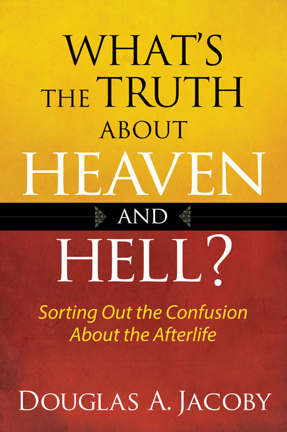 WHAT'S
THE TRUTH
ABOUT
HEAVEN
AND
HELL?
Sorting Out the Confusion
About the Afterlife
DOUGLAS A. JACOBY